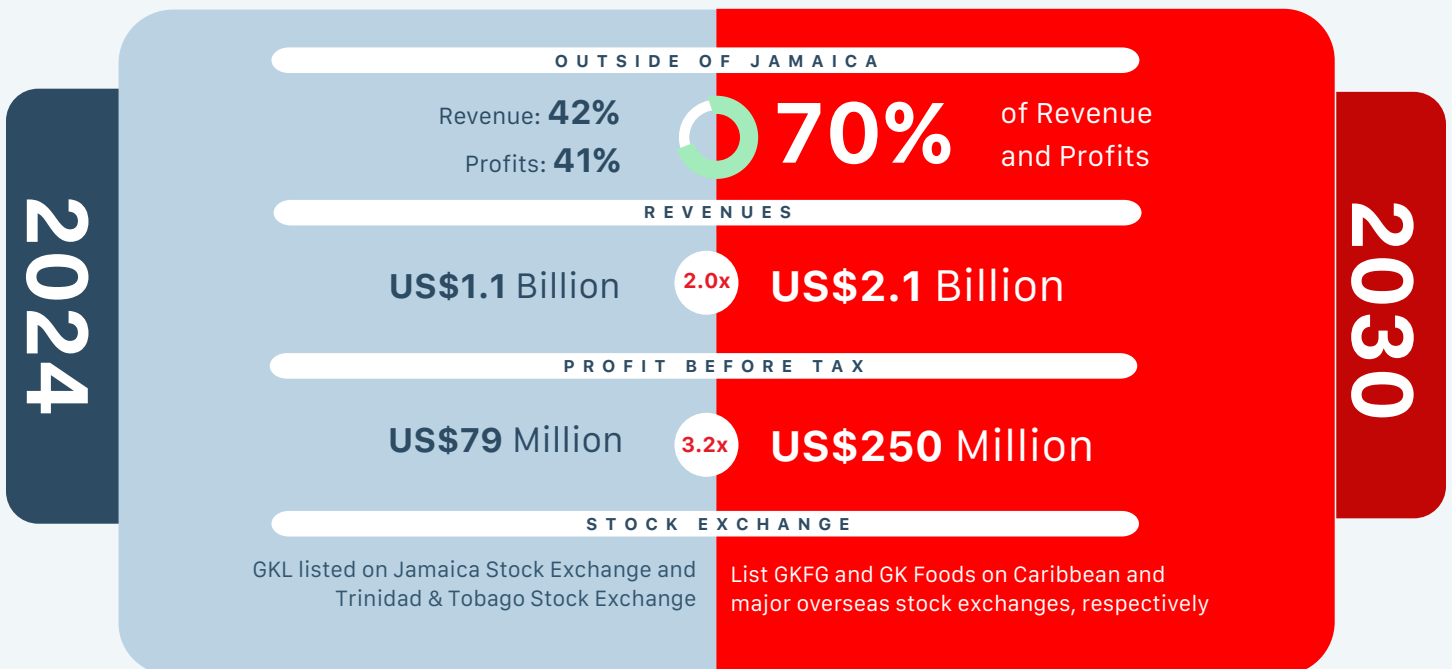 2024
OUTSIDE OF JAMAICA
Revenue: 42%
Profits: 41%
70%
of Revenue
and Profits
REVENUES
US$1.1 Billion
2.0x
US$2.1 Billion
PROFIT BEFORE TAX
US$79 Million
3.2x
US$250 Million
STOCK EXCHANGE
GKL listed on Jamaica Stock Exchange and
Trinidad & Tobago Stock Exchange
List GKFG and GK Foods on Caribbean and
major overseas stock exchanges, respectively
2030